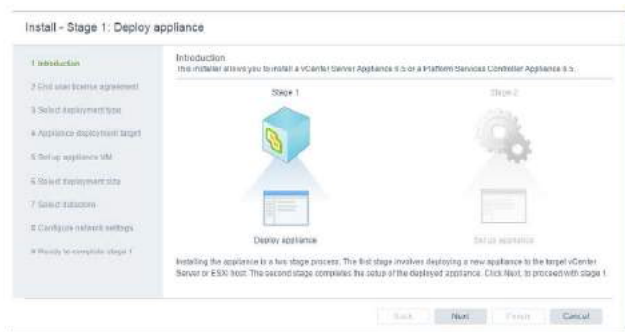 Install - Stage 1: Deploy appliance
1 Introduction
2 End user license agreement
3 Select deployment type
4 Appliance deployment target
5 Set up appliance VM
6 Select deployment size
7 Select datastore
8 Configure network settings
9 Ready to complete stage 1
Introduction
This installer allows you to install a vCenter Server Appliance 6.5 or a Platform Services Controller Appliance 6.5.
Stage 1
Stage 2
Deploy appliance
Set up appliance
Installing the appliance is a two stage process. The first stage involves deploying a new appliance to the target vCenter
Server or ESXi host. The second stage completes the setup of the deployed appliance. Click Next, to proceed with stage 1.
Back
Next
Finish
Cancel